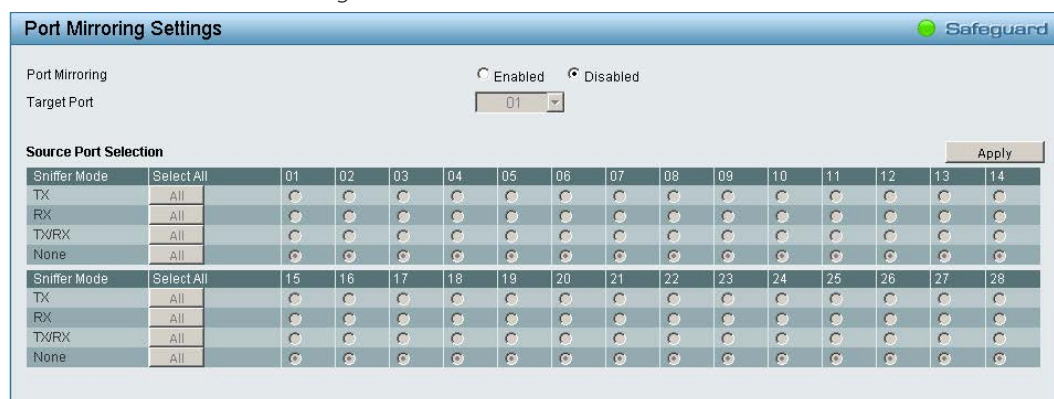 Port Mirroring Settings Safeguard
Port Mirroring Enabled Disabled
Target Port 01
Source Port Selection Apply
Sniffer Mode Select All 01 02 03 04 05 06 07 08 09 10 11 12 13 14
TX All
RX All
TX/RX All
None All
Sniffer Mode Select All 15 16 17 18 19 20 21 22 23 24 25 26 27 28
TX All
RX All
TX/RX All
None All